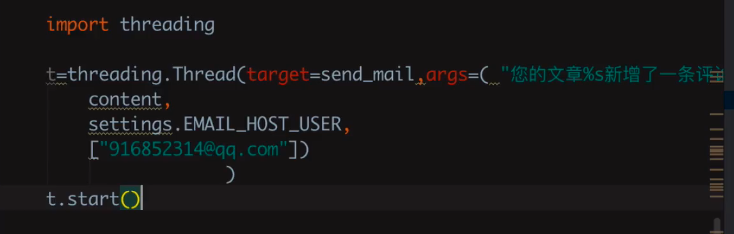 import threading
t=threading.Thread(target=send_mail,args=( "您的文章%s新增了一条评
content,
settings.EMAIL_HOST_USER,
["916852314@qq.com"])
)
t.start()